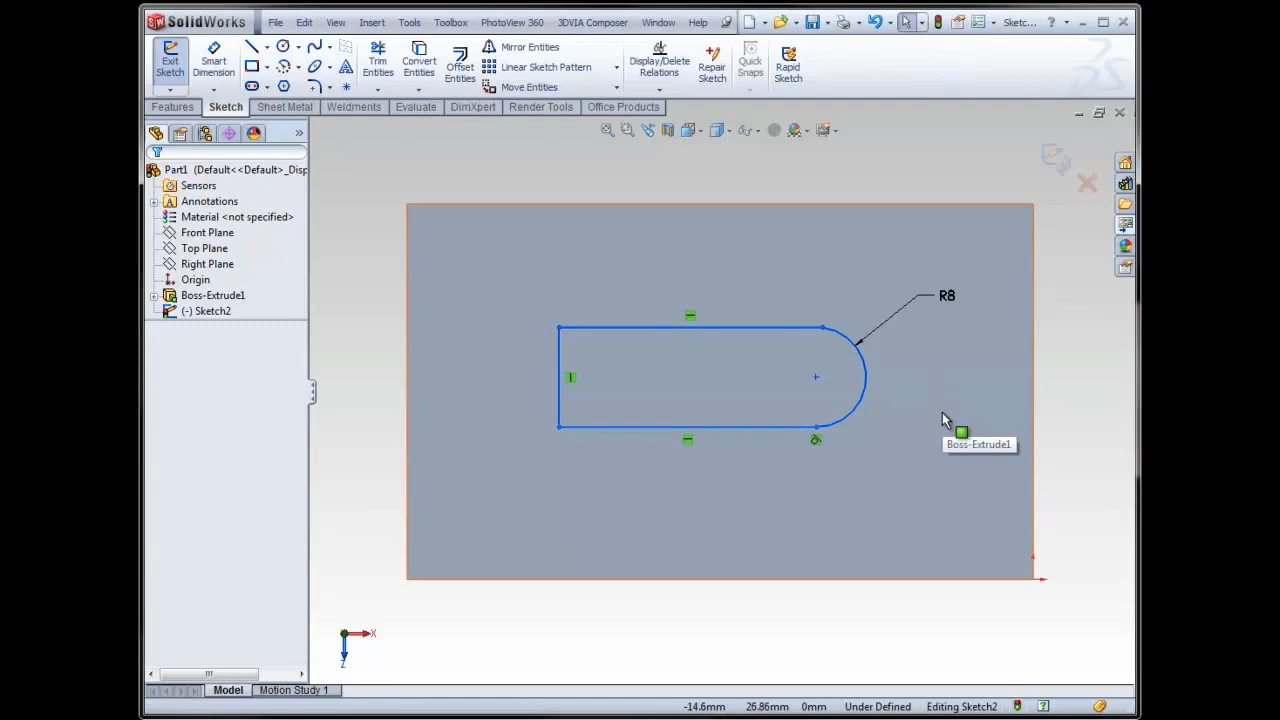 SolidWorks File Edit View Insert Tools Toolbox PhotoView 360 3DVIA Composer Window Help Sketc... ?
Exit Sketch Smart Dimension Trim Entities Convert Entities Offset Entities Mirror Entities Display/Delete Relations Repair Sketch Quick Snaps Rapid Sketch
Linear Sketch Pattern
Move Entities
Features Sketch Sheet Metal Weldments Evaluate DimXpert Render Tools Office Products
»
Part1 (Default<<Default>_Disp
Sensors
A Annotations
Material <not specified>
Front Plane
Top Plane
Right Plane
Origin
Boss-Extrude1
(-) Sketch2
R8
Boss-Extrude1
X
Z
Model Motion Study 1
-14.6mm 26.86mm 0mm Under Defined Editing Sketch2 ?